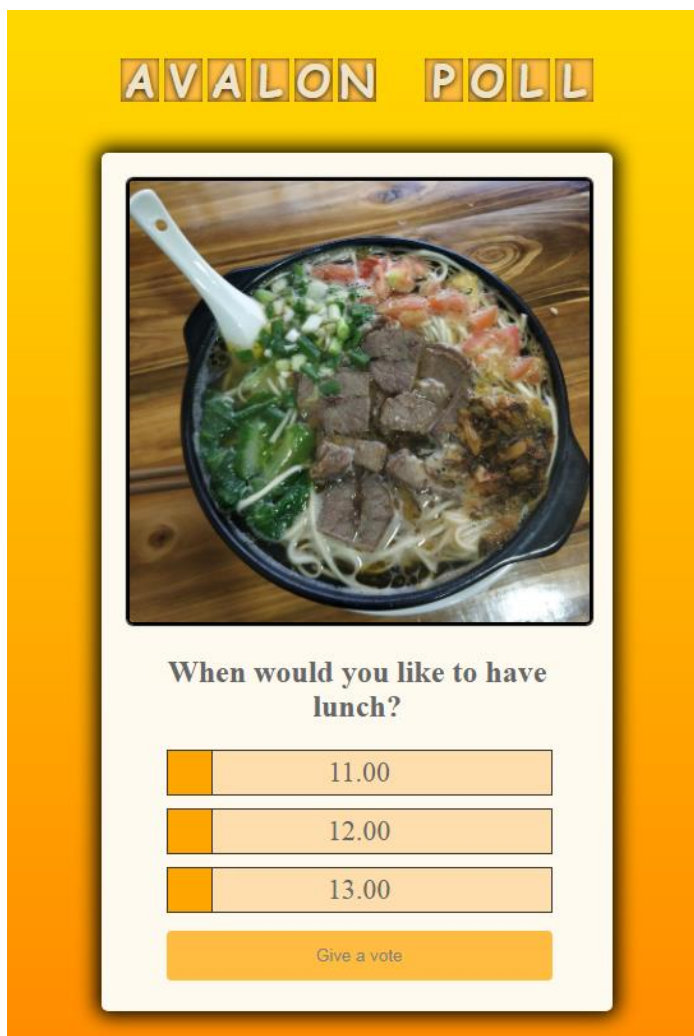 AVALON POLL
When would you like to have
lunch?
11.00
12.00
13.00
Give a vote